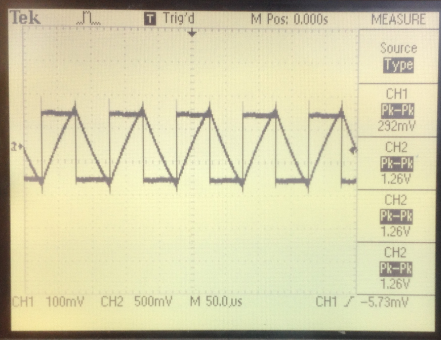 Tek T Trig'd M Pos: 0.000s MEASURE
Source
Type
CH1
Pk-Pk
292mV
CH2
Pk-Pk
1.26V
CH2
Pk-Pk
1.26V
CH2
Pk-Pk
1.26V
2
CH1 100mV CH2 500mV M 50.0us CH1 -5.73mV